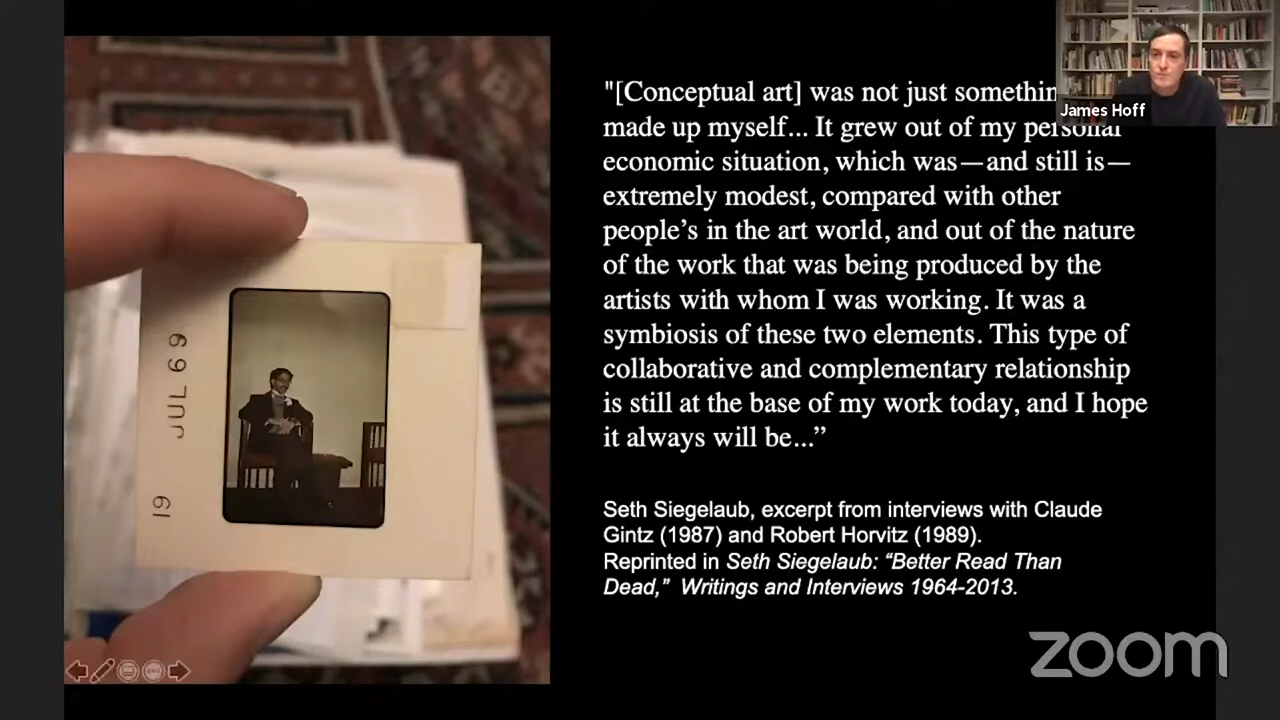 "[Conceptual art] was not just somethin
made up myself... It grew out of my personal
economic situation, which was—and still is—
extremely modest, compared with other
people’s in the art world, and out of the nature
of the work that was being produced by the
artists with whom I was working. It was a
symbiosis of these two elements. This type of
collaborative and complementary relationship
is still at the base of my work today, and I hope
it always will be...”
Seth Siegelaub, excerpt from interviews with Claude
Gintz (1987) and Robert Horvitz (1989).
Reprinted in Seth Siegelaub: “Better Read Than
Dead,” Writings and Interviews 1964-2013.
James Hoff
19 JUL 69
zoom